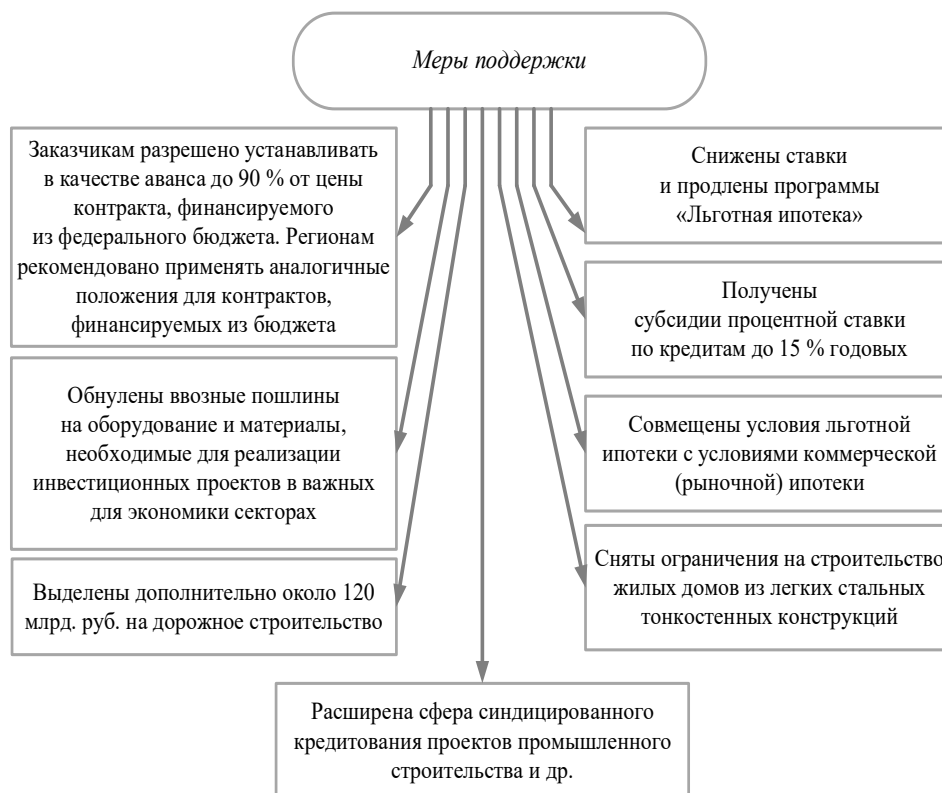 Меры поддержки
Заказчикам разрешено устанавливать
в качестве аванса до 90 % от цены
контракта, финансируемого
из федерального бюджета. Регионам
рекомендовано применять аналогичные
положения для контрактов,
финансируемых из бюджета
Обнулены ввозные пошлины
на оборудование и материалы,
необходимые для реализации
инвестиционных проектов в важных
для экономики секторах
Выделены дополнительно около 120
млрд. руб. на дорожное строительство
Снижены ставки
и продлены программы
«Льготная ипотека»
Получены
субсидии процентной ставки
по кредитам до 15 % годовых
Совмещены условия льготной
ипотеки с условиями коммерческой
(рыночной) ипотеки
Сняты ограничения на строительство
жилых домов из легких стальных
тонкостенных конструкций
Расширена сфера синдицированного
кредитования проектов промышленного
строительства и др.